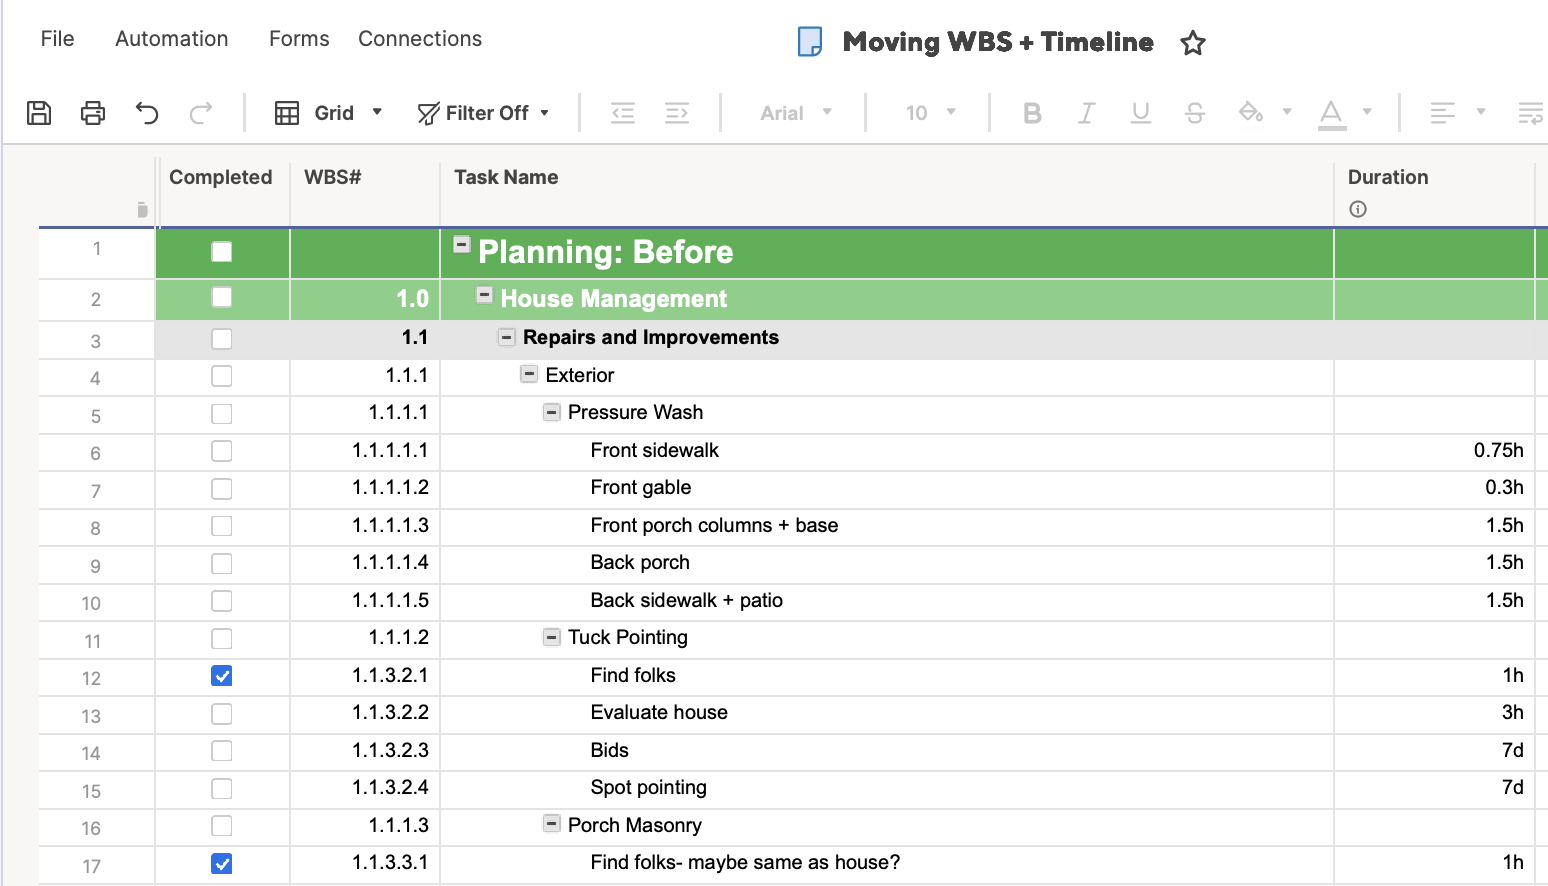 File Automation Forms Connections Moving WBS + Timeline
Grid Filter Off Arial 10 B I U S A
Completed WBS# Task Name Duration
1 Planning: Before
2 1.0 House Management
3 1.1 Repairs and Improvements
4 1.1.1 Exterior
5 1.1.1.1 Pressure Wash
6 1.1.1.1.1 Front sidewalk 0.75h
7 1.1.1.1.2 Front gable 0.3h
8 1.1.1.1.3 Front porch columns + base 1.5h
9 1.1.1.1.4 Back porch 1.5h
10 1.1.1.1.5 Back sidewalk + patio 1.5h
11 1.1.1.2 Tuck Pointing
12 1.1.3.2.1 Find folks 1h
13 1.1.3.2.2 Evaluate house 3h
14 1.1.3.2.3 Bids 7d
15 1.1.3.2.4 Spot pointing 7d
16 1.1.1.3 Porch Masonry
17 1.1.3.3.1 Find folks- maybe same as house? 1h